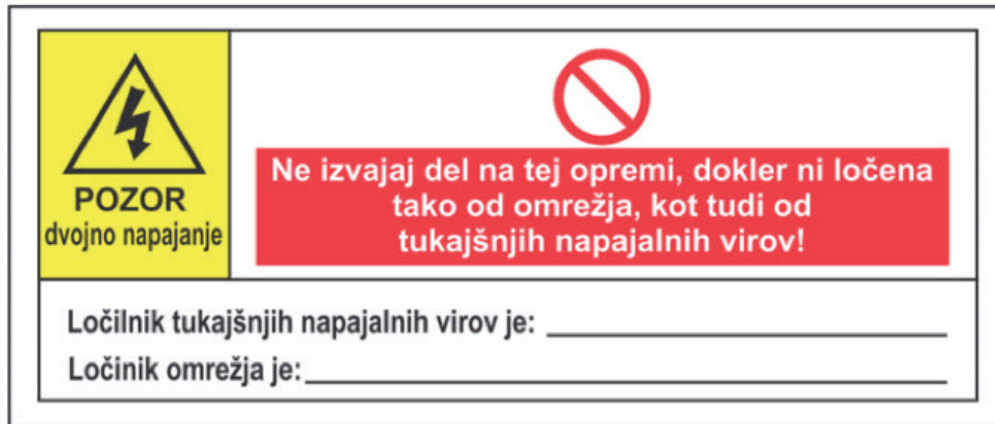 POZOR
dvojno napajanje
Ne izvajaj del na tej opremi, dokler ni ločena
tako od omrežja, kot tudi od
tukajšnjih napajalnih virov!
Ločilnik tukajšnjih napajalnih virov je:
Ločinik omrežja je: